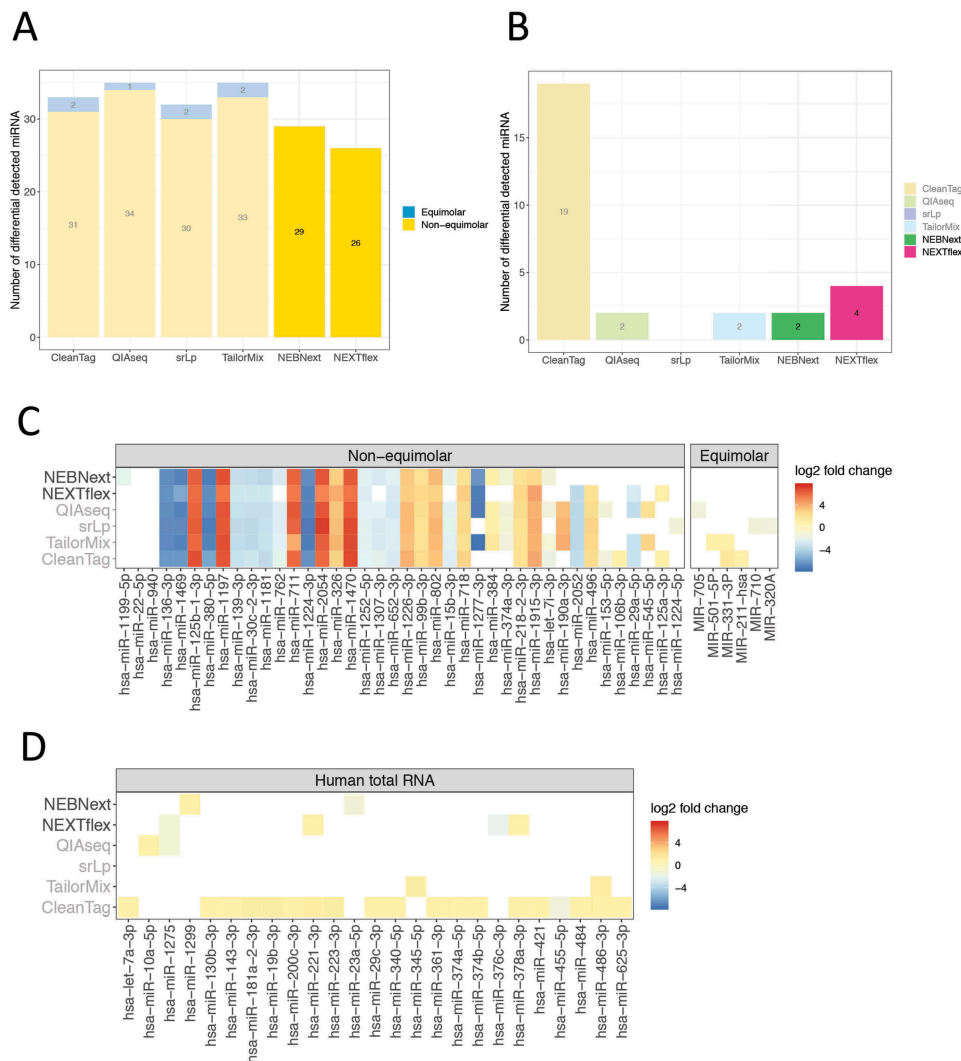 A
B
Number of differential detected miRNA
30
20
10
0
2
1
2
2
31
34
30
33
29
26
CleanTag
QIAseq
srLp
TailorMix
NEBNext
NEXTflex
Equimolar
Non-equimolar
Number of differential detected miRNA
15
10
5
0
19
2
2
2
4
CleanTag
QIAseq
srLp
TailorMix
NEBNext
NEXTflex
CleanTag
QIAseq
srLp
TailorMix
NEBNext
NEXTflex
C
Non-equimolar
Equimolar
NEBNext
NEXTflex
QIAseq
srLp
TailorMix
CleanTag
hsa-miR-1199-5p
hsa-miR-22-5p
hsa-miR-940
hsa-miR-136-3p
hsa-miR-1469
hsa-miR-125b-1-3p
hsa-miR-380-5p
hsa-miR-1197
hsa-miR-139-3p
hsa-miR-30c-2-3p
hsa-miR-1181
hsa-miR-762
hsa-miR-711
hsa-miR-1224-3p
hsa-miR-2054
hsa-miR-326
hsa-miR-1470
hsa-miR-1252-5p
hsa-miR-1307-3p
hsa-miR-652-3p
hsa-miR-1226-3p
hsa-miR-99b-3p
hsa-miR-802
hsa-miR-15b-3p
hsa-miR-718
hsa-miR-1277-3p
hsa-miR-384
hsa-miR-374a-3p
hsa-miR-218-2-3p
hsa-miR-1915-3p
hsa-let-7i-3p
hsa-miR-190a-3p
hsa-miR-2052
hsa-miR-496
hsa-miR-153-5p
hsa-miR-106b-3p
hsa-miR-29a-5p
hsa-miR-545-5p
hsa-miR-125a-3p
hsa-miR-1224-5p
MIR-705
MIR-501-5P
MIR-331-3P
MIR-211-hsa
MIR-710
MIR-320A
log2 fold change
4
0
-4
D
Human total RNA
NEBNext
NEXTflex
QIAseq
srLp
TailorMix
CleanTag
hsa-let-7a-3p
hsa-miR-10a-5p
hsa-miR-1275
hsa-miR-1299
hsa-miR-130b-3p
hsa-miR-143-3p
hsa-miR-181a-2-3p
hsa-miR-19b-3p
hsa-miR-200c-3p
hsa-miR-221-3p
hsa-miR-223-3p
hsa-miR-23a-5p
hsa-miR-29c-3p
hsa-miR-340-5p
hsa-miR-345-5p
hsa-miR-361-3p
hsa-miR-374a-5p
hsa-miR-374b-5p
hsa-miR-376c-3p
hsa-miR-378a-3p
hsa-miR-421
hsa-miR-455-5p
hsa-miR-484
hsa-miR-486-3p
hsa-miR-625-3p
log2 fold change
4
0
-4